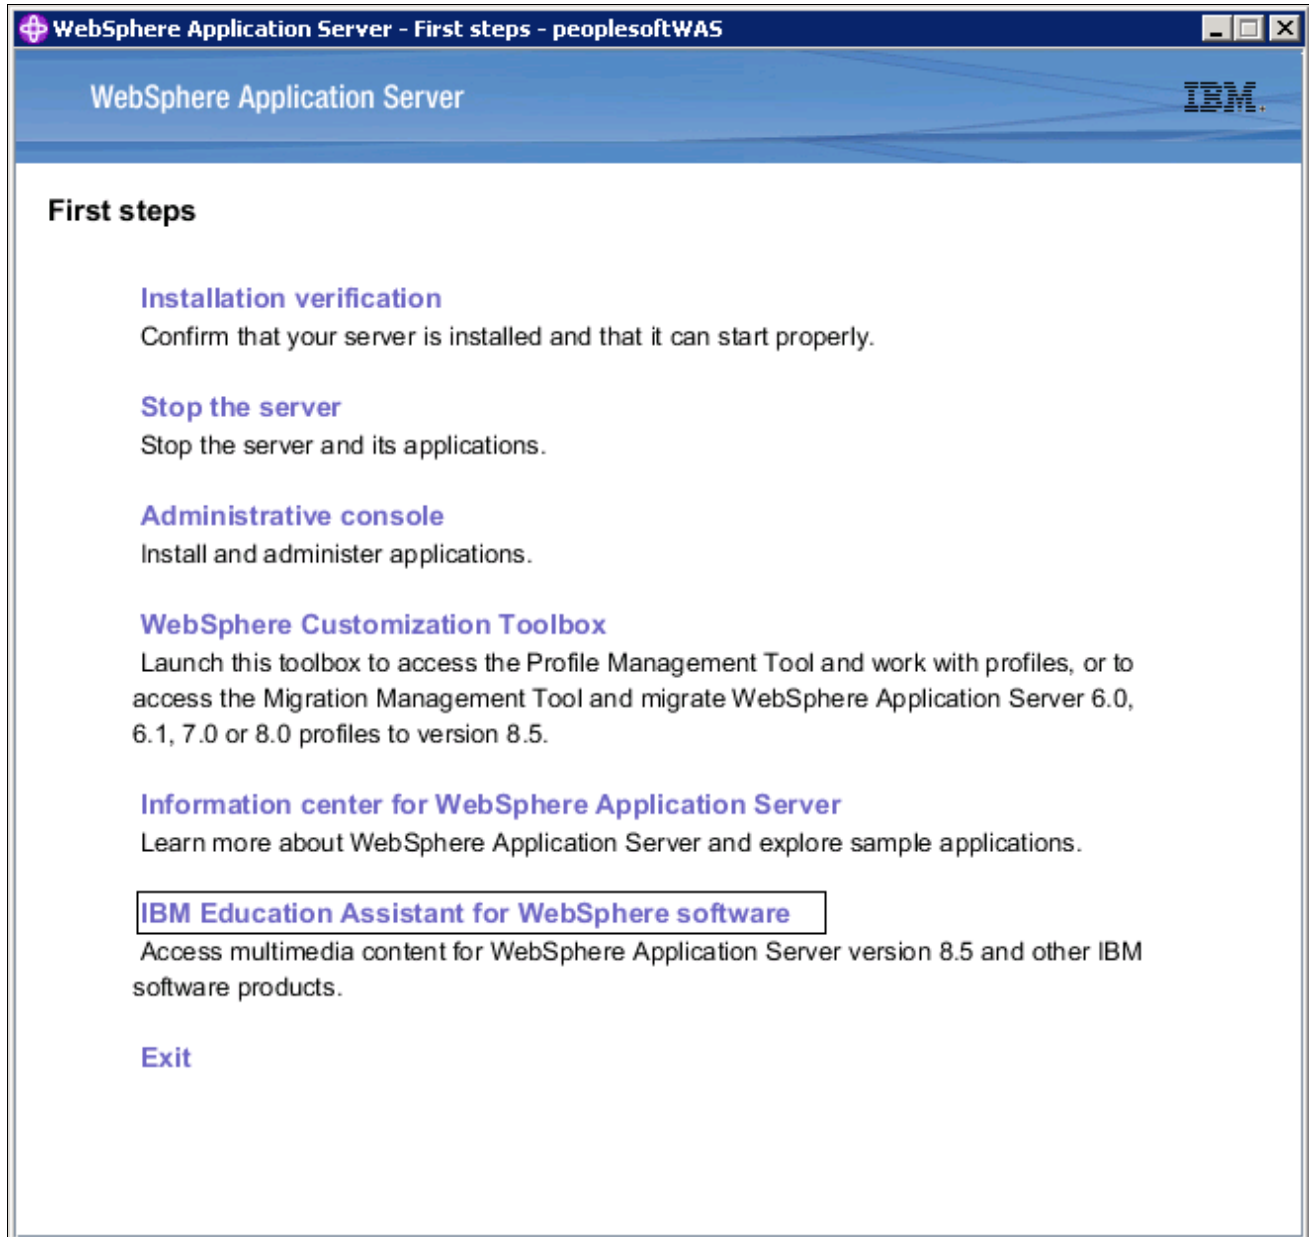 WebSphere Application Server - First steps - peoplesoftWAS
WebSphere Application Server
IBM.
First steps
Installation verification
Confirm that your server is installed and that it can start properly.
Stop the server
Stop the server and its applications.
Administrative console
Install and administer applications.
WebSphere Customization Toolbox
Launch this toolbox to access the Profile Management Tool and work with profiles, or to
access the Migration Management Tool and migrate WebSphere Application Server 6.0,
6.1, 7.0 or 8.0 profiles to version 8.5.
Information center for WebSphere Application Server
Learn more about WebSphere Application Server and explore sample applications.
IBM Education Assistant for WebSphere software
Access multimedia content for WebSphere Application Server version 8.5 and other IBM
software products.
Exit